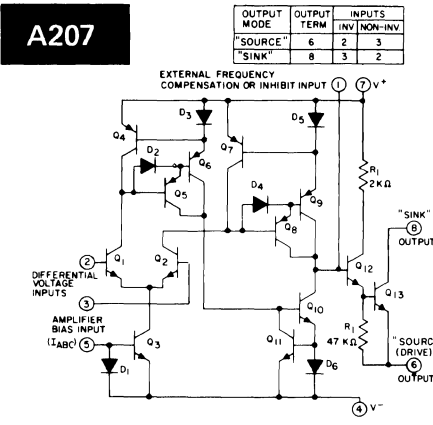 A207
OUTPUT MODE OUTPUT TERM INPUTS
INV NON-INV
"SOURCE" 6 2 3
"SINK" 8 3 2
EXTERNAL FREQUENCY
COMPENSATION OR INHIBIT INPUT 1 7 V+
D3
D5
Q4
D2
Q6
Q7
Q5
D4
Q9
R1
2KΩ
Q8
"SINK"
8
OUTPUT
2
Q1
Q2
Q12
DIFFERENTIAL
VOLTAGE
INPUTS
3
Q13
Q10
AMPLIFIER
BIAS INPUT
(IABC) 5
Q3
Q11
R1
47 KΩ
"SOURC
(DRIVE)
6
OUTPUT
D1
D6
4 V-